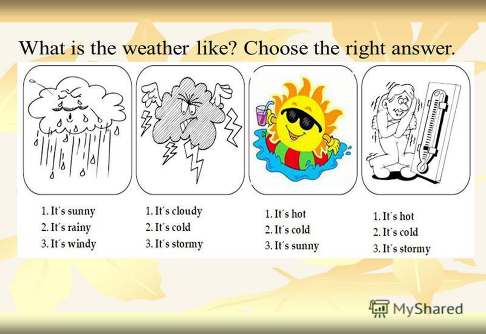 What is the weather like? Choose the right answer.
1. It's sunny
2. It's rainy
3. It's windy
1. It's cloudy
2. It's cold
3. It's stormy
1. It's hot
2. It's cold
3. It's sunny
1. It's hot
2. It's cold
3. It's stormy
MyShared